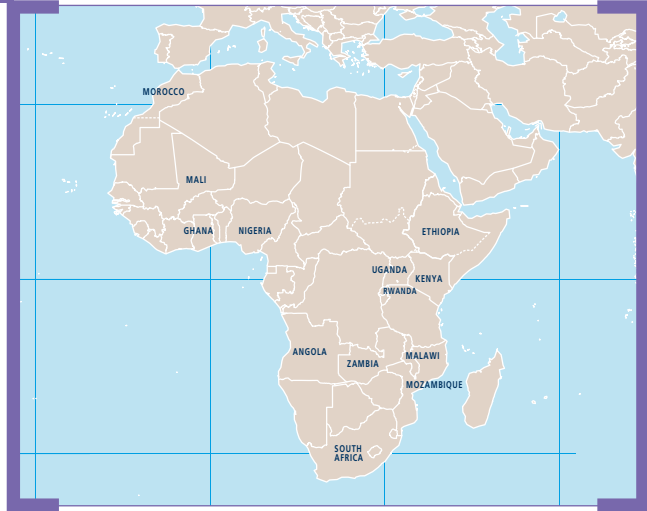 MOROCCO
MALI
GHANA
NIGERIA
ETHIOPIA
UGANDA
KENYA
RWANDA
ANGOLA
MALAWI
ZAMBIA
MOZAMBIQUE
SOUTH
AFRICA